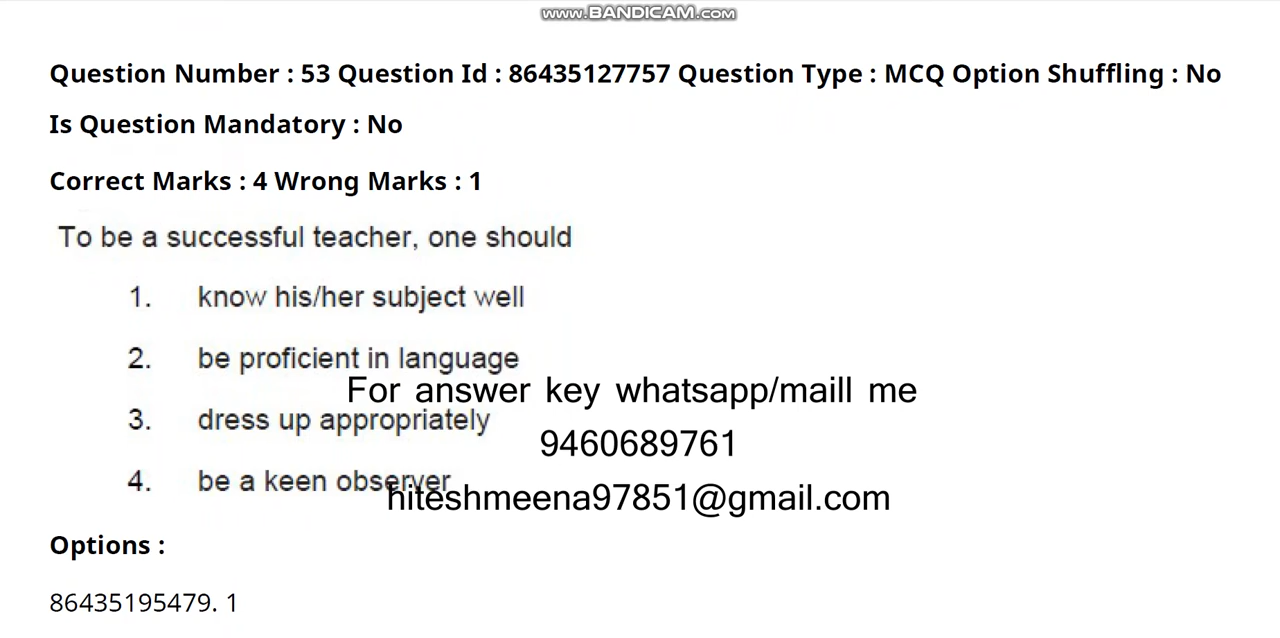 www.BANDICAM.com
Question Number : 53 Question Id : 86435127757 Question Type : MCQ Option Shuffling : No
Is Question Mandatory : No
Correct Marks : 4 Wrong Marks : 1
To be a successful teacher, one should
1. know his/her subject well
2. be proficient in language
For answer key whatsapp/maill me
3. dress up appropriately
9460689761
4. be a keen observer
hiteshmeena97851@gmail.com
Options :
86435195479. 1